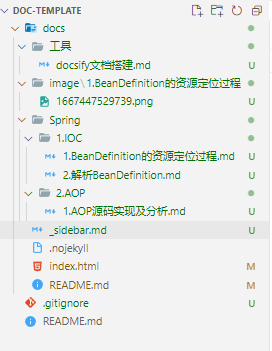 DOC-TEMPLATE
docs
工具
docsify文档搭建.md U
image \ 1.BeanDefinition的资源定位过程
1667447529739.png U
Spring
1.IOC
1.BeanDefinition的资源定位过程.md U
2.解析BeanDefinition.md U
2.AOP
1.AOP源码实现及分析.md U
_sidebar.md U
.nojekyll
index.html M
README.md M
.gitignore U
README.md